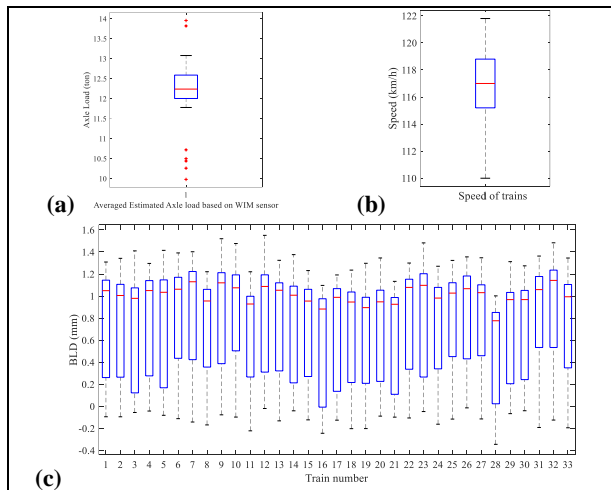 14
13.5
13
12.5
12
11.5
11
10.5
10
Axle Load (ton)
Averaged Estimated Axle load based on WIM sensor
(a)
122
120
118
116
114
112
110
Speed (km/h)
Speed of trains
(b)
1.6
1.4
1.2
1
0.8
0.6
0.4
0.2
0
-0.2
-0.4
BLD (mm)
1 2 3 4 5 6 7 8 9 10 11 12 13 14 15 16 17 18 19 20 21 22 23 24 25 26 27 28 29 30 31 32 33
Train number
(c)